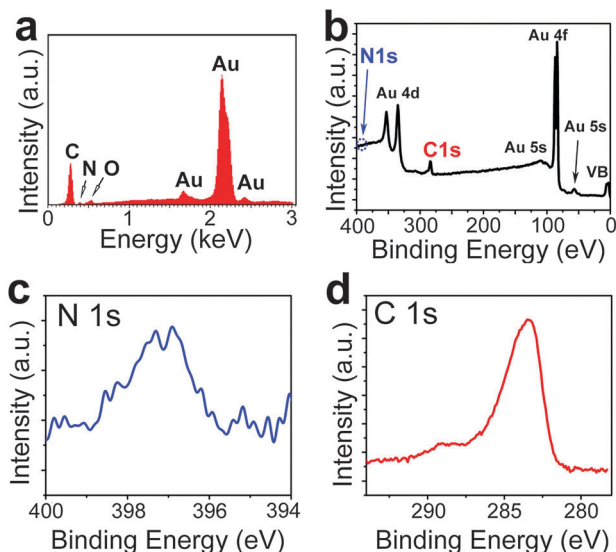 a
Intensity (a.u.)
C
N
O
Au
Au
Au
0
1
2
3
Energy (keV)
b
Intensity (a.u.)
N1s
Au 4d
C1s
Au 5s
Au 4f
Au 5s
VB
400
300
200
100
0
Binding Energy (eV)
c
N 1s
Intensity (a.u.)
400
398
396
394
Binding Energy (eV)
d
C 1s
Intensity (a.u.)
290
285
280
Binding Energy (eV)